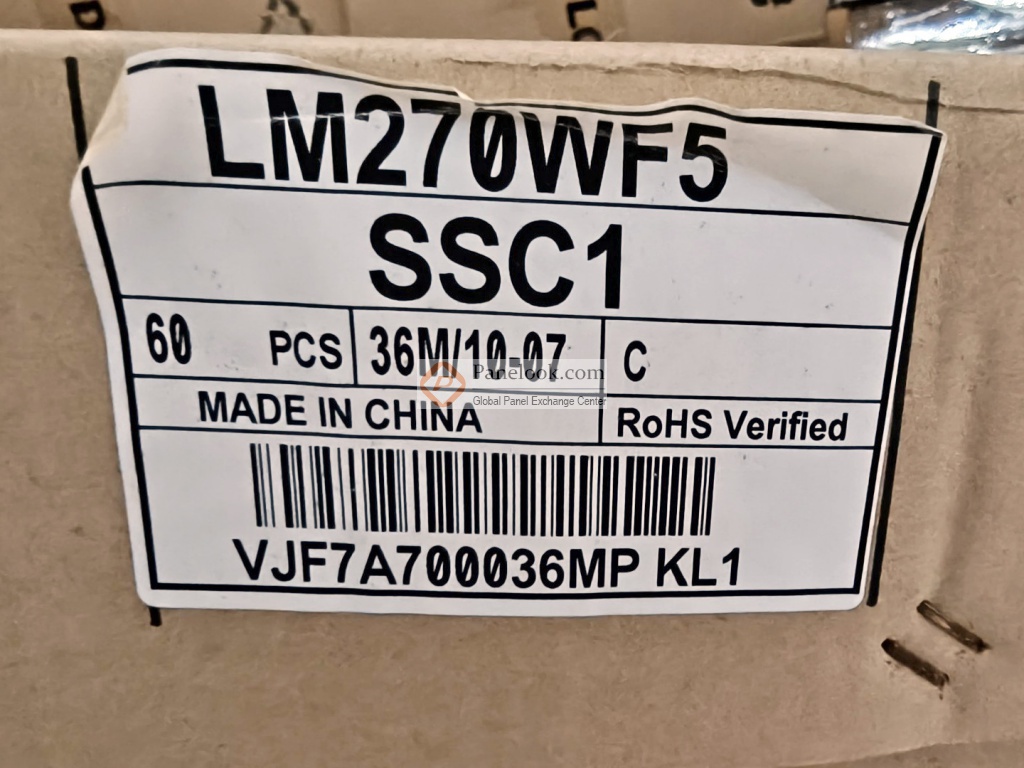 D
LC
LM270WF5
SSC1
60 PCS 36M/10-07 C
Panelook.com
Global Panel Exchange Center
MADE IN CHINA RoHS Verified
VJF7A700036MP KL1